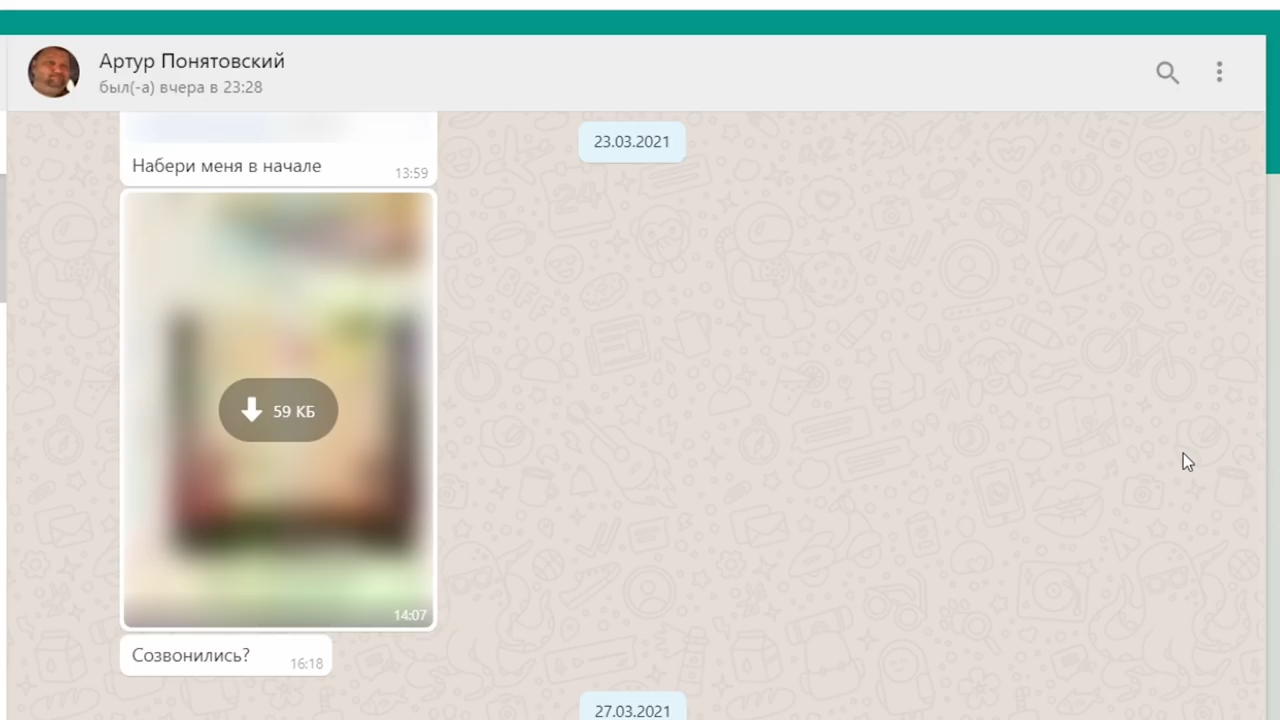 Артур Понятовский
был(-а) вчера в 23:28
23.03.2021
Набери меня в начале
13:59
59 КБ
14:07
Созвонились?
16:18
27.03.2021